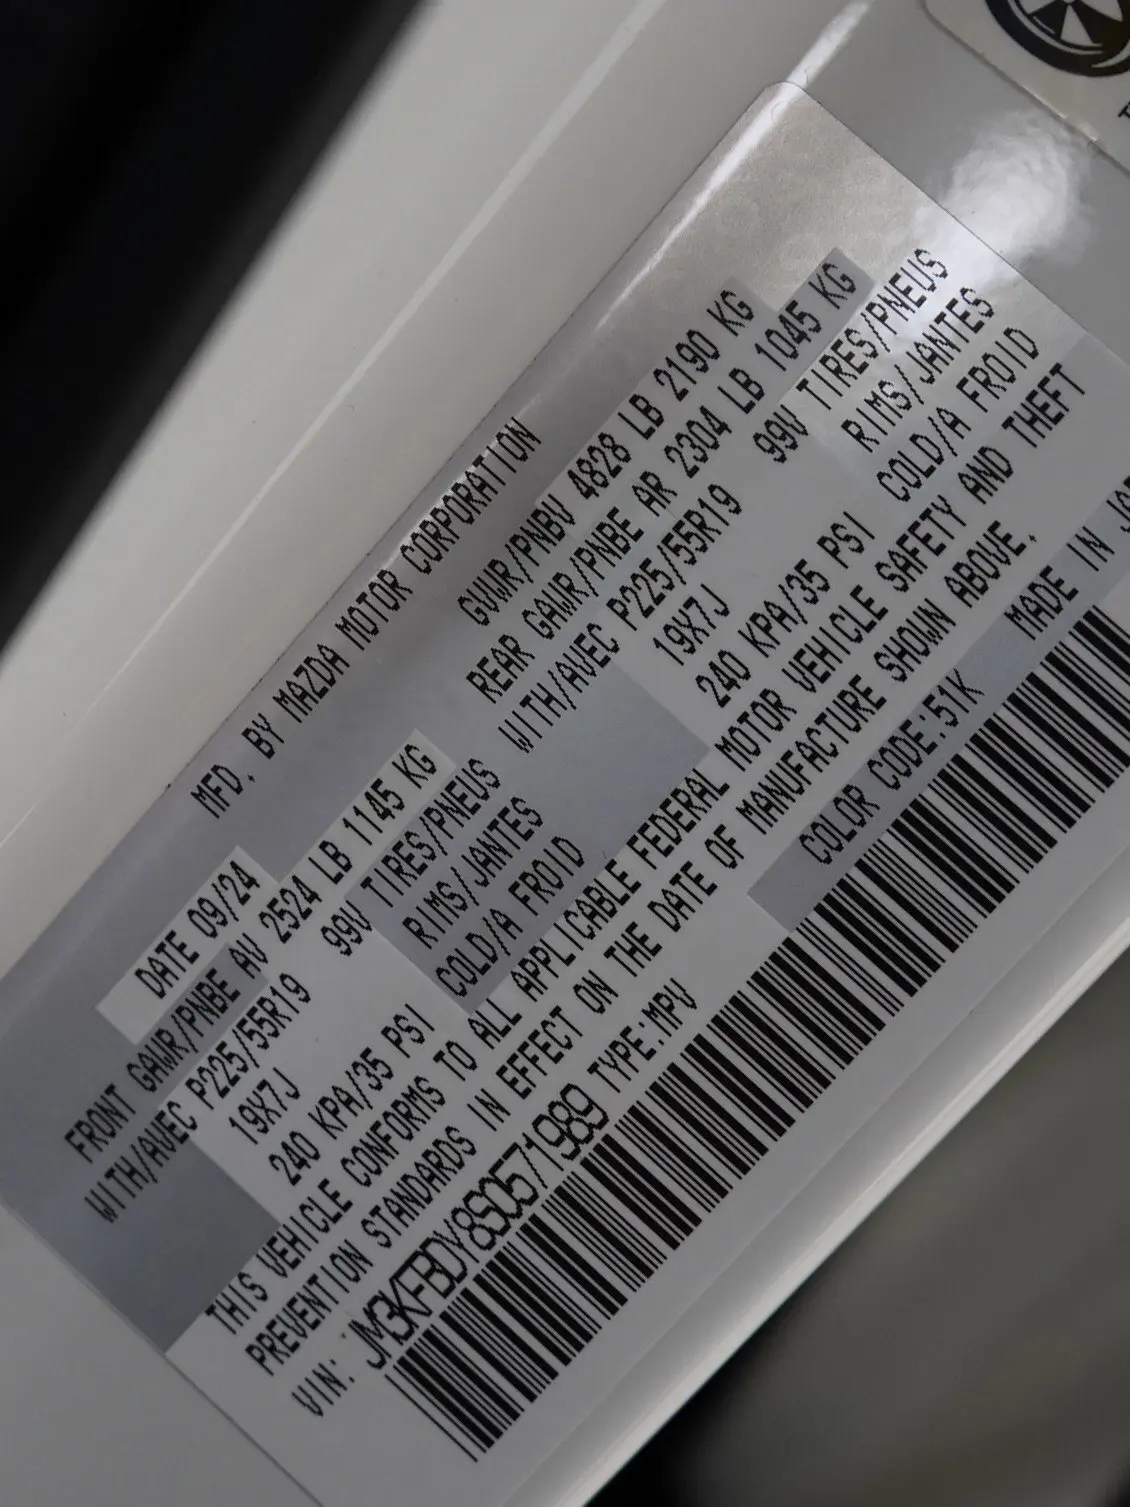 MFD. BY MAZDA MOTOR CORPORATION
DATE 09/24 GVWR/PNBV 4828 LB 2190 KG
FRONT GAWR/PNBE AV 2524 LB 1145 KG REAR GAWR/PNBE AR 2304 LB 1045 KG
WITH/AVEC P225/55R19 99V TIRES/PNEUS WITH/AVEC P225/55R19 99V TIRES/PNEUS
19X7J RIMS/JANTES 19X7J RIMS/JANTES
240 KPA/35 PSI COLD/A FROID 240 KPA/35 PSI COLD/A FROID
THIS VEHICLE CONFORMS TO ALL APPLICABLE FEDERAL MOTOR VEHICLE SAFETY AND THEFT
PREVENTION STANDARDS IN EFFECT ON THE DATE OF MANUFACTURE SHOWN ABOVE.
VIN: JM3KFBDY8S0571989 TYPE:MPV COLOR CODE:51K MADE IN